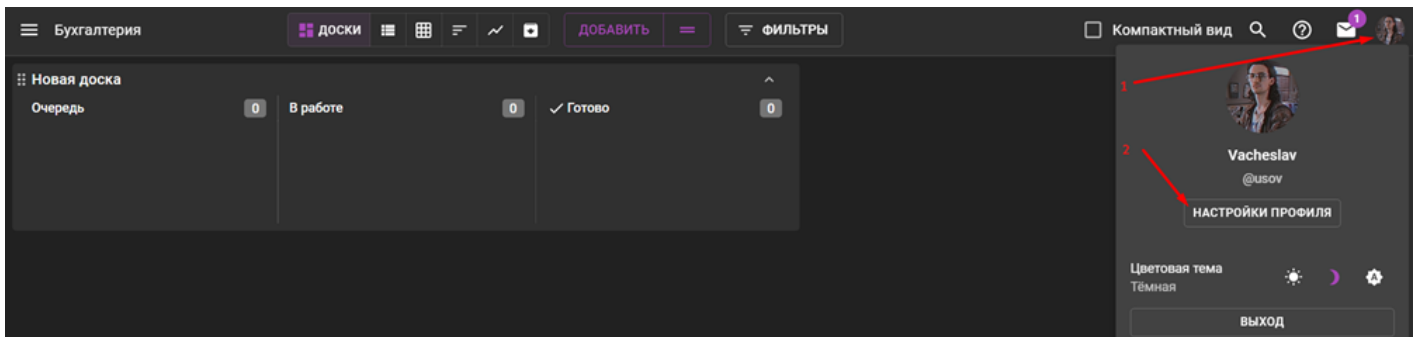 Бухгалтерия
ДОСКИ
ДОБАВИТЬ
ФИЛЬТРЫ
Компактный вид
1
Новая доска
Очередь 0
В работе 0
Готово 0
1
2
Vacheslav
@usov
НАСТРОЙКИ ПРОФИЛЯ
Цветовая тема
Тёмная
A
ВЫХОД